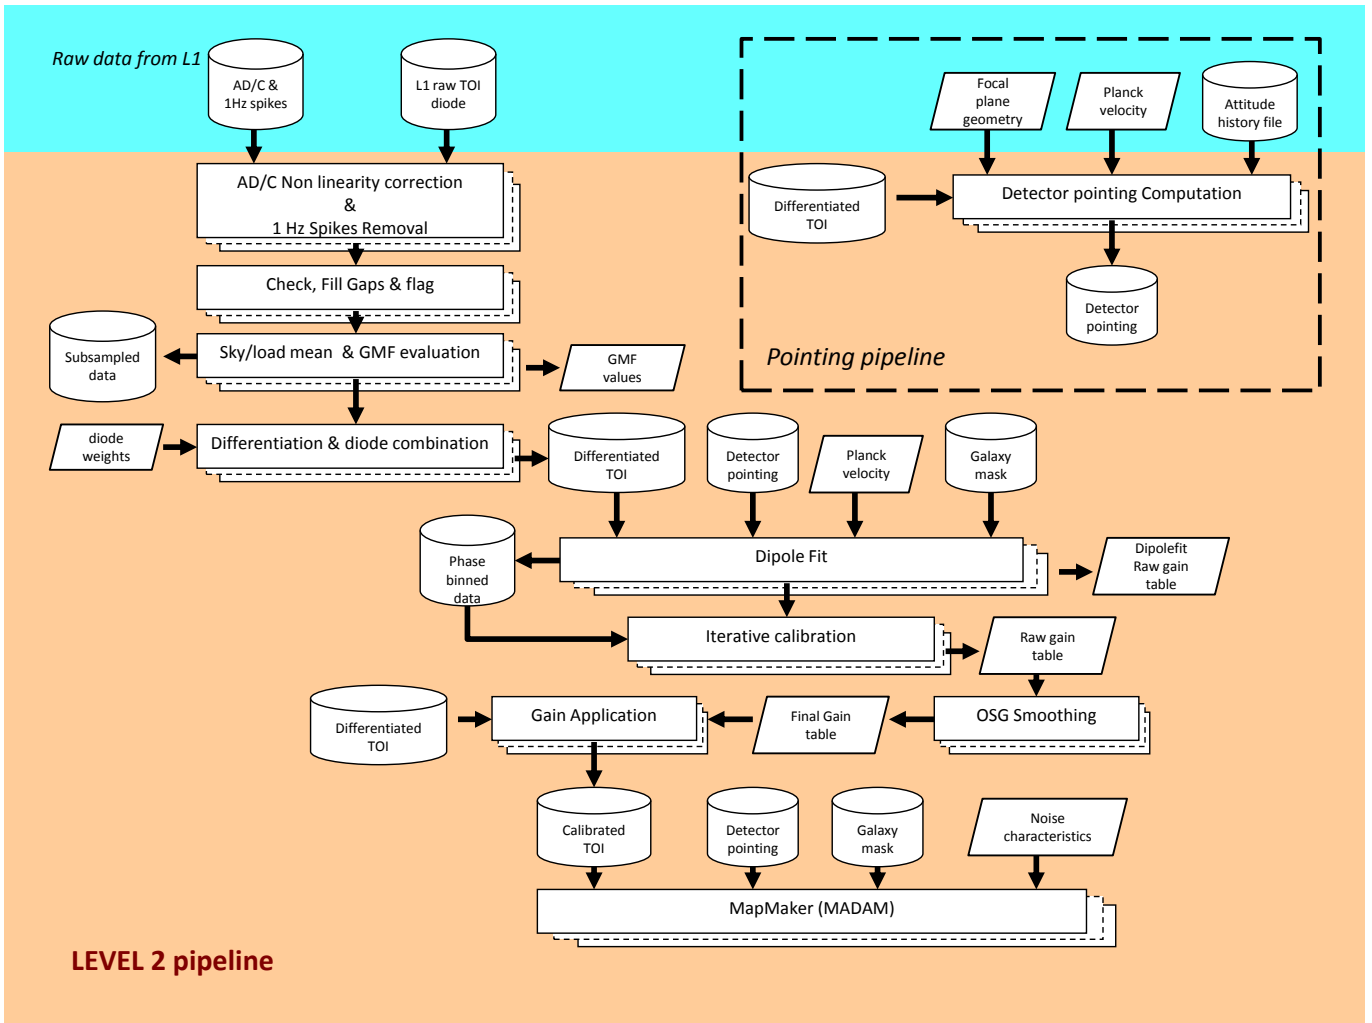 Raw data from L1
AD/C &
1Hz spikes
L1 raw TOI
diode
Focal
plane
geometry
Planck
velocity
Attitude
history file
AD/C Non linearity correction
&
1 Hz Spikes Removal
Differentiated
TOI
Detector pointing Computation
Check, Fill Gaps & flag
Detector
pointing
Subsampled
data
Sky/load mean & GMF evaluation
GMF
values
Pointing pipeline
diode
weights
Differentiation & diode combination
Differentiated
TOI
Detector
pointing
Planck
velocity
Galaxy
mask
Phase
binned
data
Dipole Fit
Dipolefit
Raw gain
table
Iterative calibration
Raw gain
table
Differentiated
TOI
Gain Application
Final Gain
table
OSG Smoothing
Calibrated
TOI
Detector
pointing
Galaxy
mask
Noise
characteristics
MapMaker (MADAM)
LEVEL 2 pipeline